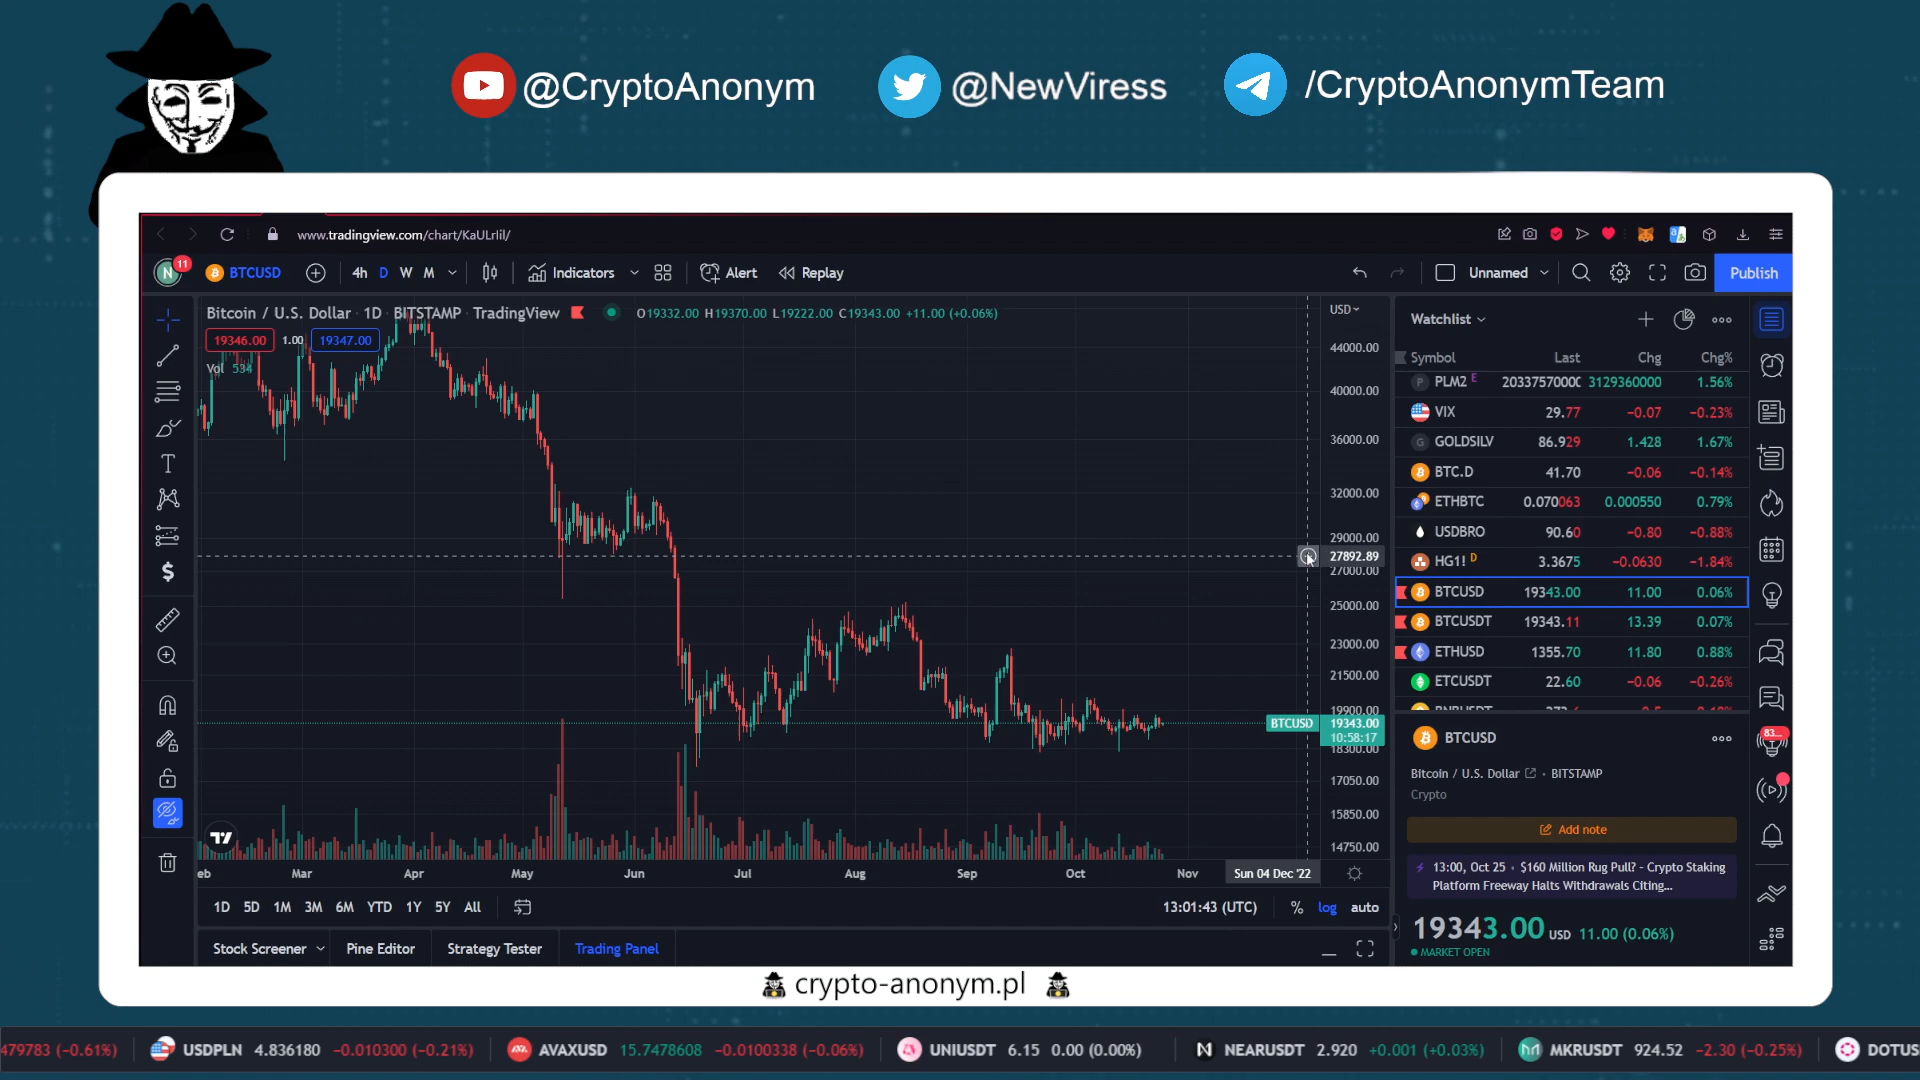 @CryptoAnonym @NewViress /CryptoAnonymTeam
www.tradingview.com/chart/KaULrlil/
N 11 BTCUSD 4h D W M Indicators Alert Replay Unnamed Publish
Bitcoin / U.S. Dollar · 1D · BITSTAMP · TradingView O19332.00 H19370.00 L19222.00 C19343.00 +11.00 (+0.06%)
19346.00 1.00 19347.00
Vol 534
USD
44000.00
40000.00
36000.00
32000.00
29000.00
27892.89
27000.00
25000.00
23000.00
21500.00
19900.00
BTCUSD 19343.00
10:58:17
18300.00
17050.00
15850.00
14750.00
eb Mar Apr May Jun Jul Aug Sep Oct Nov Sun 04 Dec '22
1D 5D 1M 3M 6M YTD 1Y 5Y All 13:01:43 (UTC) % log auto
Stock Screener Pine Editor Strategy Tester Trading Panel
Watchlist
Symbol Last Chg Chg%
PLM2 E 2033757000 3129360000 1.56%
VIX 29.77 −0.07 −0.23%
GOLDSILV 86.929 1.428 1.67%
BTC.D 41.70 −0.06 −0.14%
ETHBTC 0.070063 0.000550 0.79%
USDBRO 90.60 −0.80 −0.88%
HG1! D 3.3675 −0.0630 −1.84%
BTCUSD 19343.00 11.00 0.06%
BTCUSDT 19343.11 13.39 0.07%
ETHUSD 1355.70 11.80 0.88%
ETCUSDT 22.60 −0.06 −0.26%
BTCUSD
Bitcoin / U.S. Dollar · BITSTAMP
Crypto
Add note
13:00, Oct 25 · $160 Million Rug Pull? - Crypto Staking
Platform Freeway Halts Withdrawals Citing...
19343.00 USD 11.00 (0.06%)
MARKET OPEN
83...
crypto-anonym.pl
479783 (−0.61%) USDPLN 4.836180 −0.010300 (−0.21%) AVAXUSD 15.7478608 −0.0100338 (−0.06%) UNIUSDT 6.15 0.00 (0.00%) NEARUSDT 2.920 +0.001 (+0.03%) MKRUSDT 924.52 −2.30 (−0.25%) DOTUS